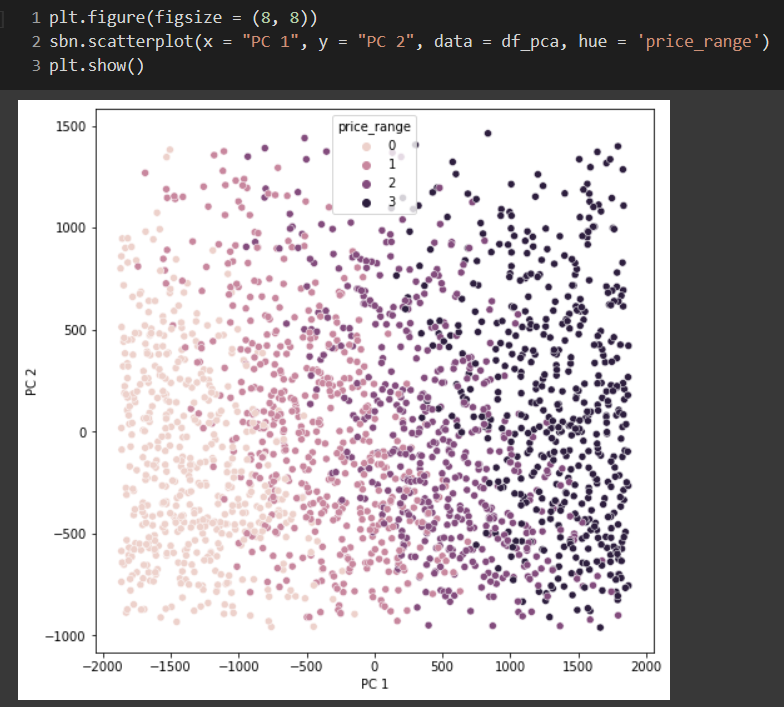 1 plt.figure(figsize = (8, 8))
2 sbn.scatterplot(x = "PC 1", y = "PC 2", data = df_pca, hue = 'price_range')
3 plt.show()
price_range
0
1
2
3
1500
1000
500
0
−500
−1000
PC 2
−2000 −1500 −1000 −500 0 500 1000 1500 2000
PC 1